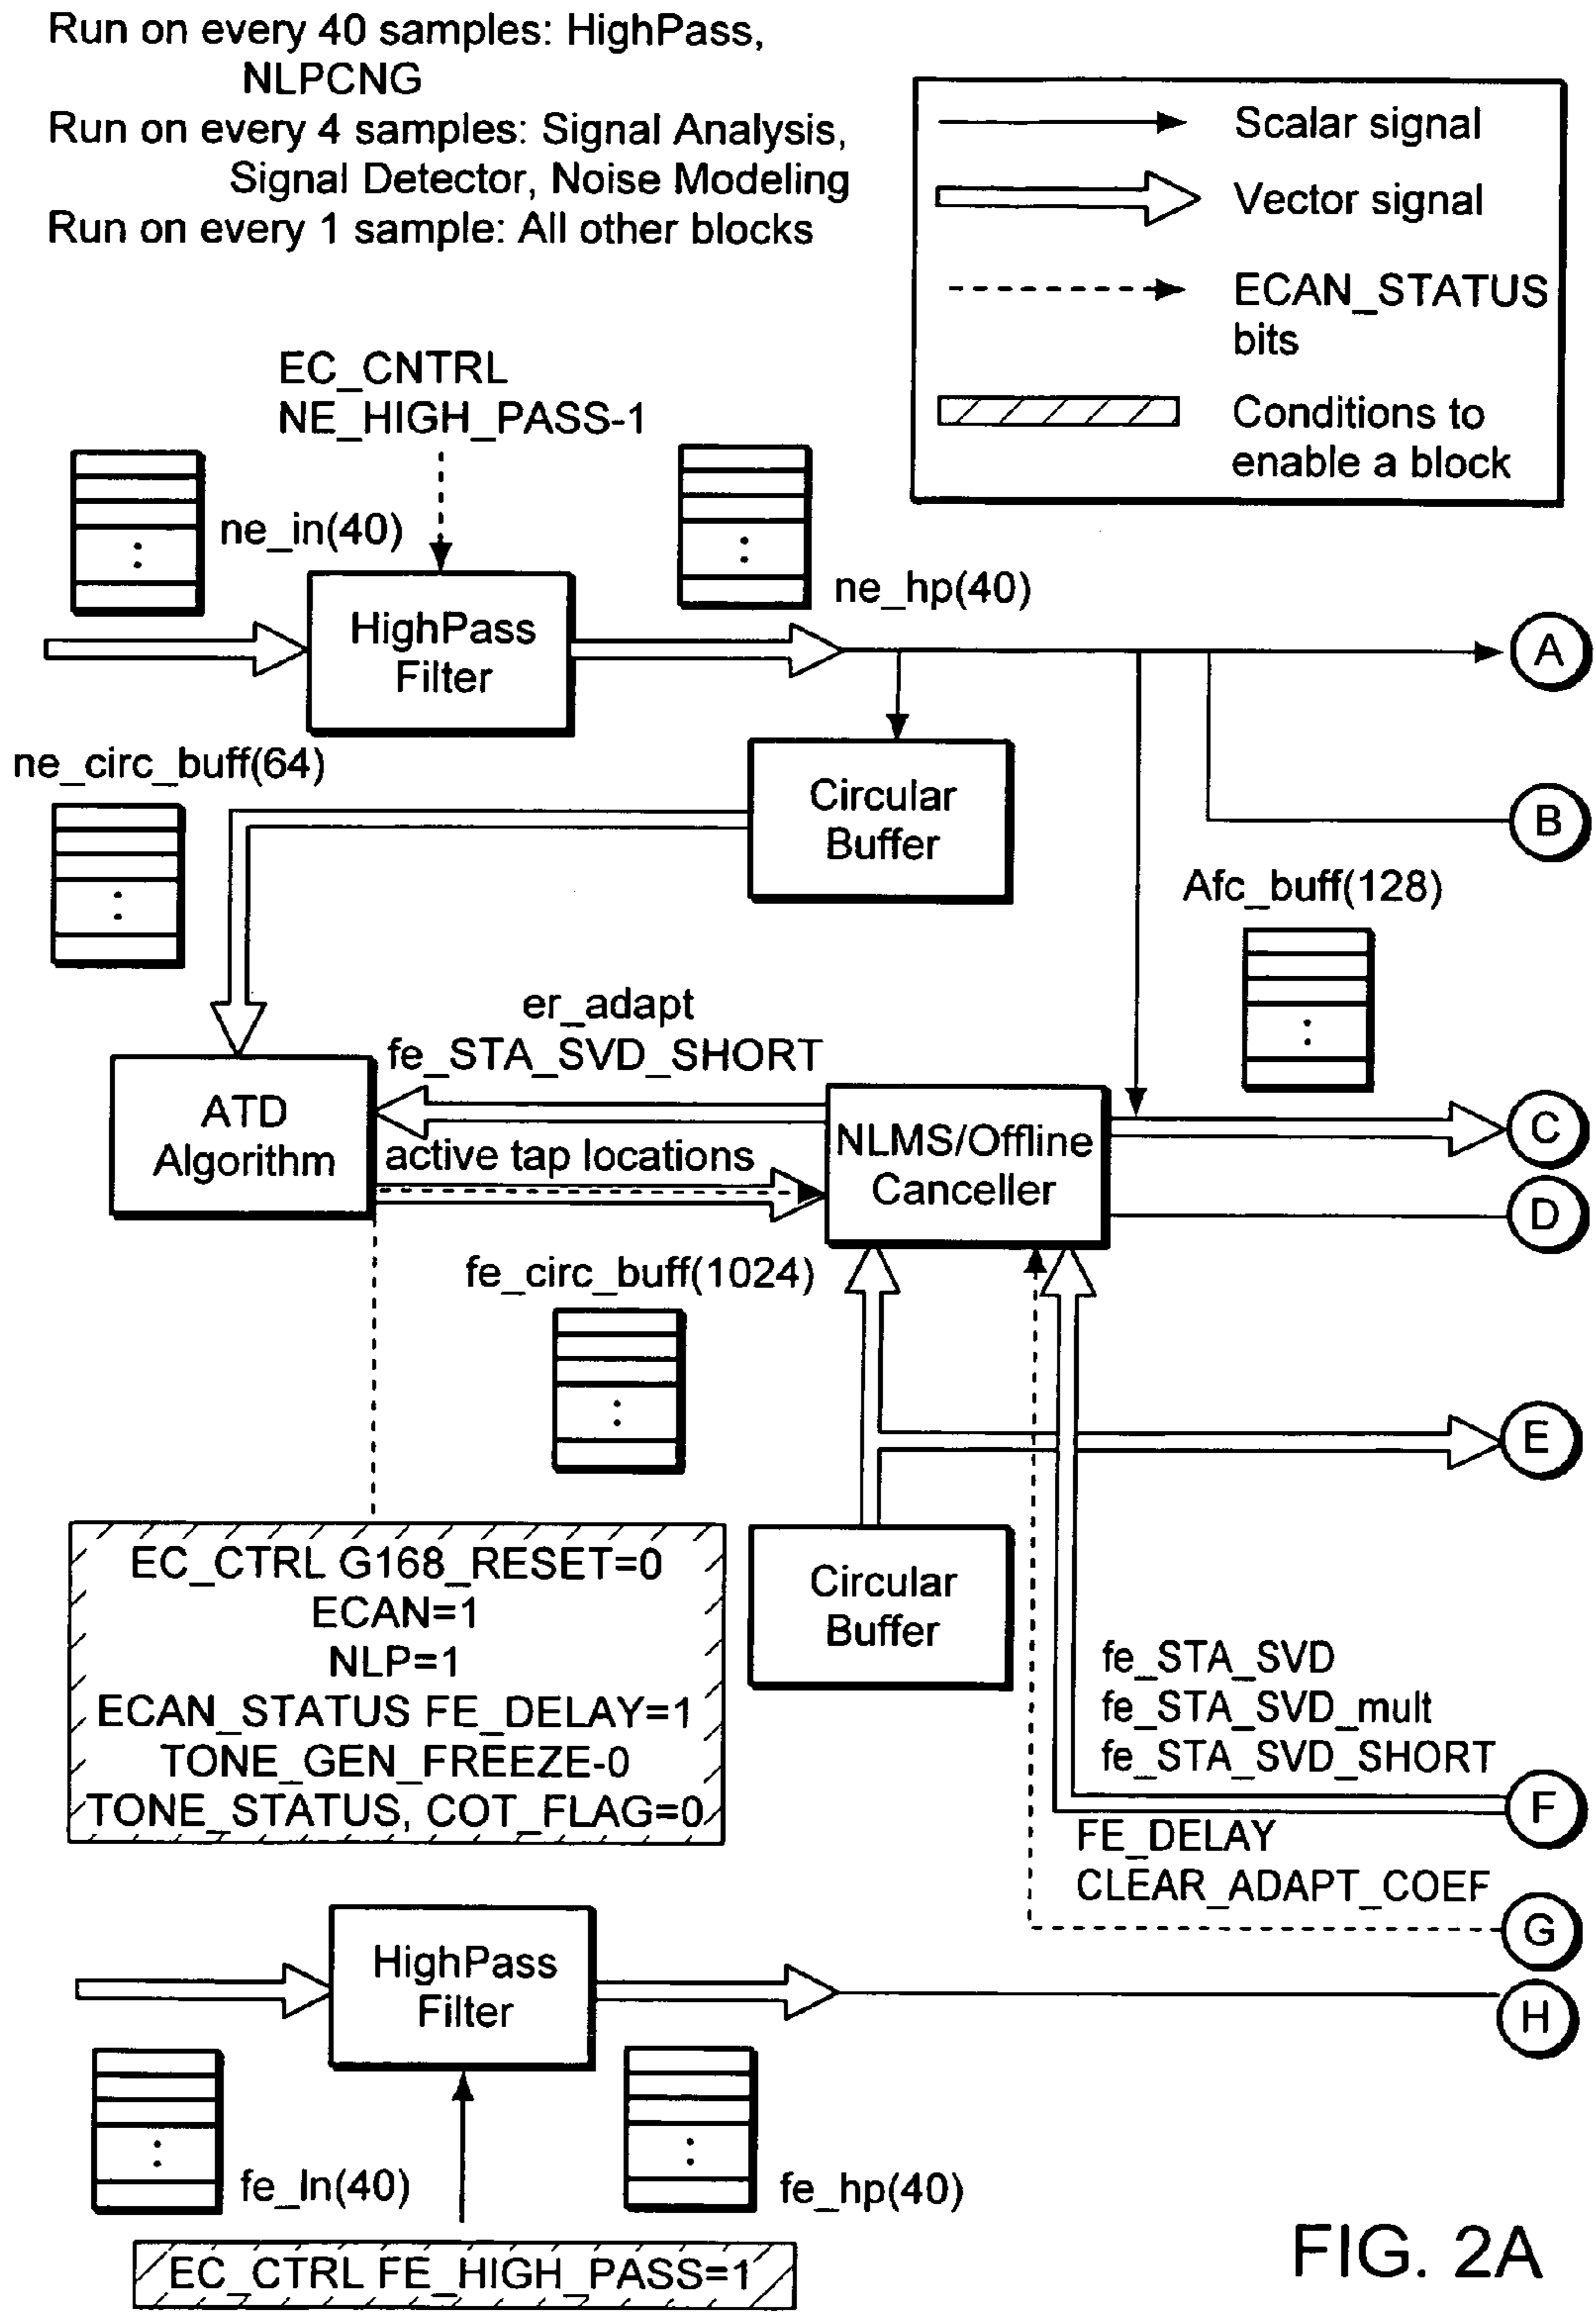 Run on every 40 samples: HighPass,
NLPCNG
Run on every 4 samples: Signal Analysis,
Signal Detector, Noise Modeling
Run on every 1 sample: All other blocks
Scalar signal
Vector signal
ECAN_STATUS
bits
Conditions to
enable a block
EC_CNTRL
NE_HIGH_PASS-1
ne_in(40)
HighPass
Filter
ne_hp(40)
A
ne_circ_buff(64)
Circular
Buffer
B
Afc_buff(128)
er_adapt
fe_STA_SVD_SHORT
ATD
Algorithm
active tap locations
NLMS/Offline
Canceller
C
D
fe_circ_buff(1024)
E
EC_CTRL G168_RESET=0
ECAN=1
NLP=1
ECAN_STATUS FE_DELAY=1
TONE_GEN_FREEZE-0
TONE_STATUS, COT_FLAG=0
Circular
Buffer
fe_STA_SVD
fe_STA_SVD_mult
fe_STA_SVD_SHORT
F
FE_DELAY
CLEAR_ADAPT_COEF
G
HighPass
Filter
H
fe_In(40)
fe_hp(40)
EC_CTRL FE_HIGH_PASS=1
FIG. 2A